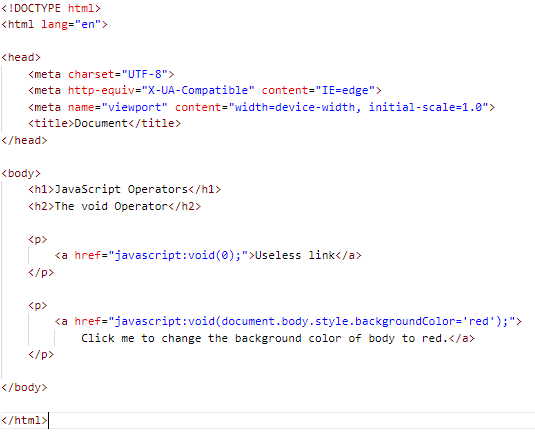 <!DOCTYPE html>
<html lang="en">
<head>
<meta charset="UTF-8">
<meta http-equiv="X-UA-Compatible" content="IE=edge">
<meta name="viewport" content="width=device-width, initial-scale=1.0">
<title>Document</title>
</head>
<body>
<h1>JavaScript Operators</h1>
<h2>The void Operator</h2>
<p>
<a href="javascript:void(0);">Useless link</a>
</p>
<p>
<a href="javascript:void(document.body.style.backgroundColor='red');">
Click me to change the background color of body to red.</a>
</p>
</body>
</html>